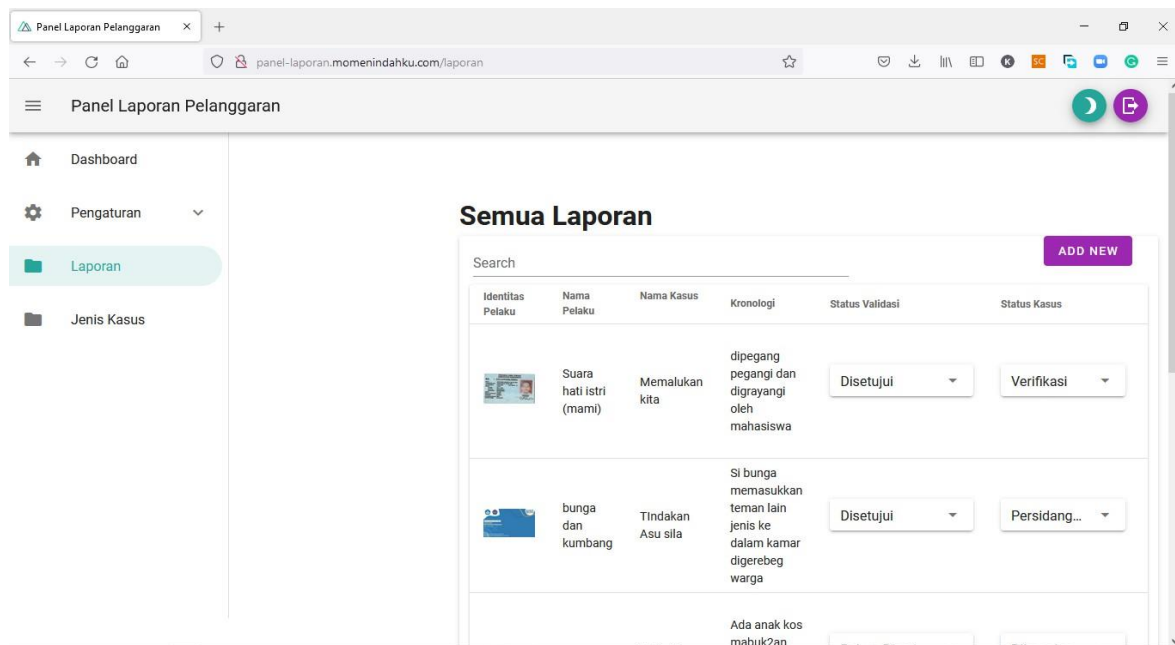 Panel Laporan Pelanggaran
panel-laporan.momenindahku.com/laporan
Panel Laporan Pelanggaran
Dashboard
Pengaturan
Laporan
Jenis Kasus
Semua Laporan
Search
ADD NEW
Identitas
Pelaku
Nama
Pelaku
Nama Kasus
Kronologi
Status Validasi
Status Kasus
Suara
hati istri
(mami)
Memalukan
kita
dipegang
pegangi dan
digrayangi
oleh
mahasiswa
Disetujui
Verifikasi
bunga
dan
kumbang
TIndakan
Asu sila
Si bunga
memasukkan
teman lain
jenis ke
dalam kamar
digerebeg
warga
Disetujui
Persidang...
Ada anak kos
mabuk2an